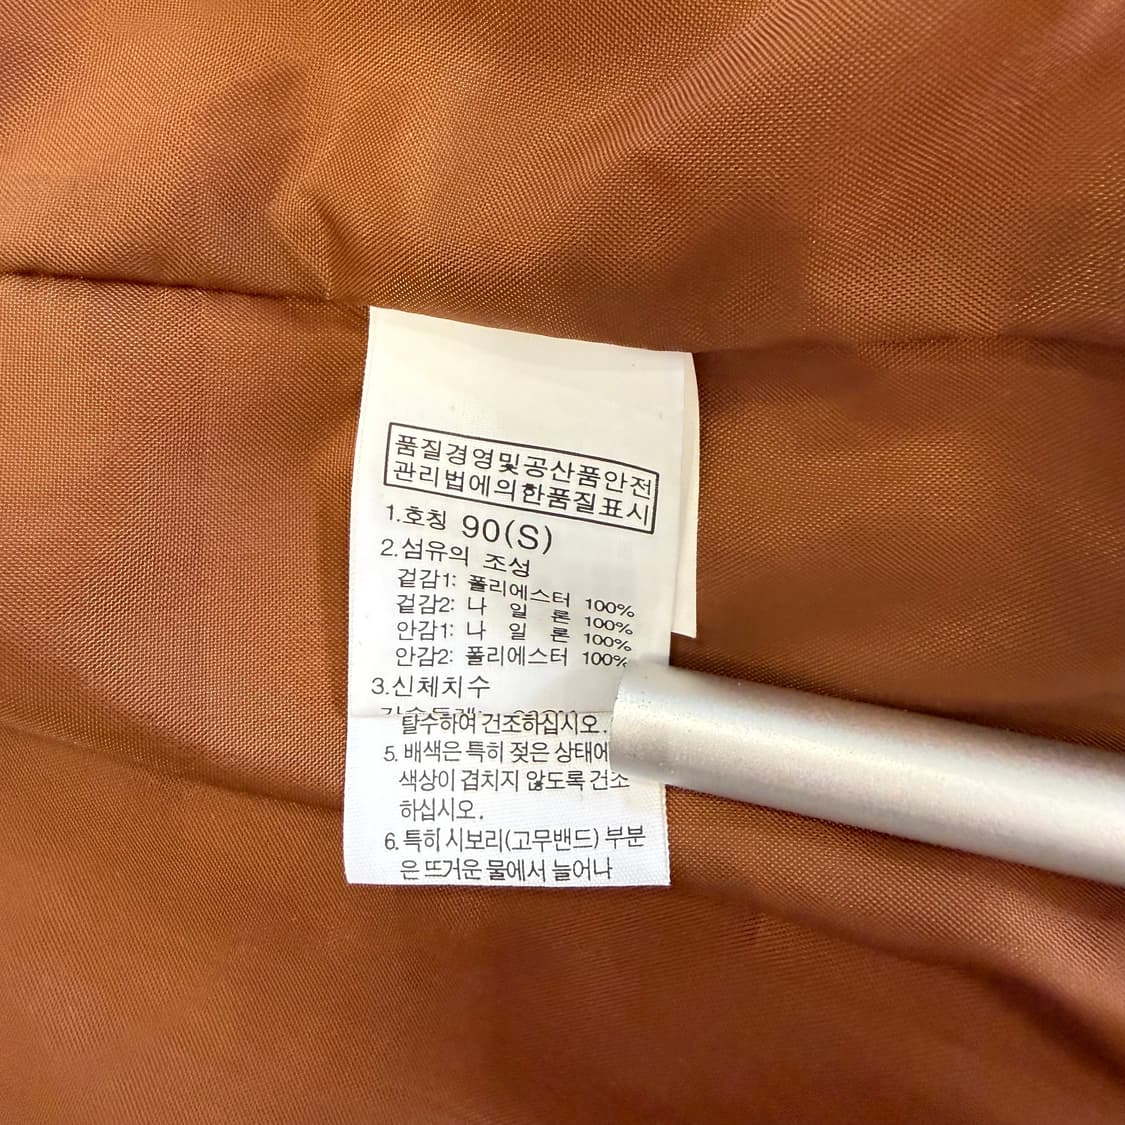 품질경영및공산품안전
관리법에의한품질표시
1.호칭 90(S)
2.섬유의 조성
겉감1: 폴리에스터 100%
겉감2: 나 일 론 100%
안감1: 나 일 론 100%
안감2: 폴리에스터 100%
3.신체치수
탈수하여 건조하십시오.
5. 배색은 특히 젖은 상태에
색상이 겹치지 않도록 건조
하십시오.
6. 특히 시보리(고무밴드) 부분
은 뜨거운 물에서 늘어나